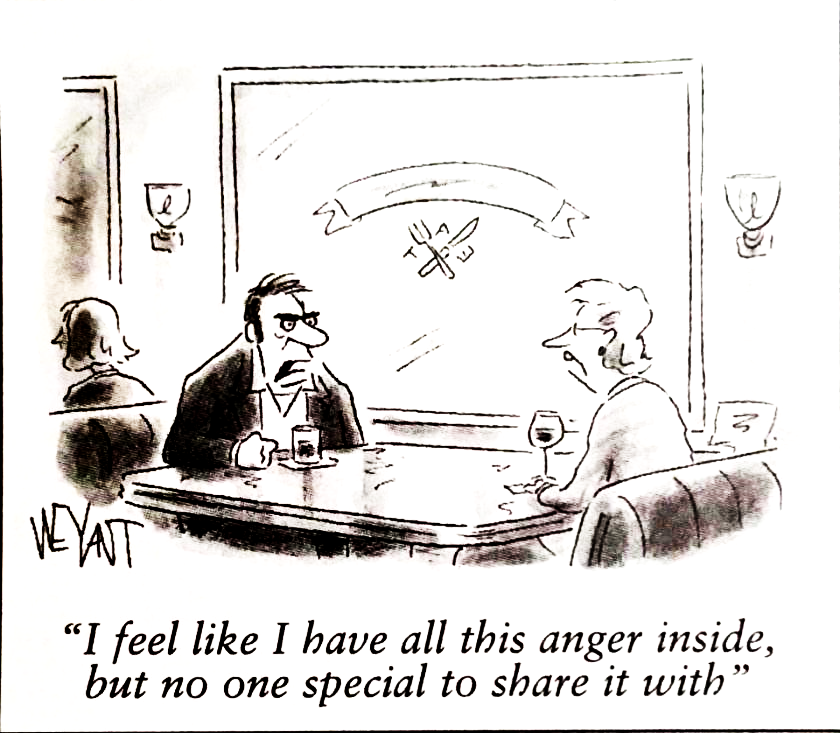 WEYANT
“I feel like I have all this anger inside,
but no one special to share it with”